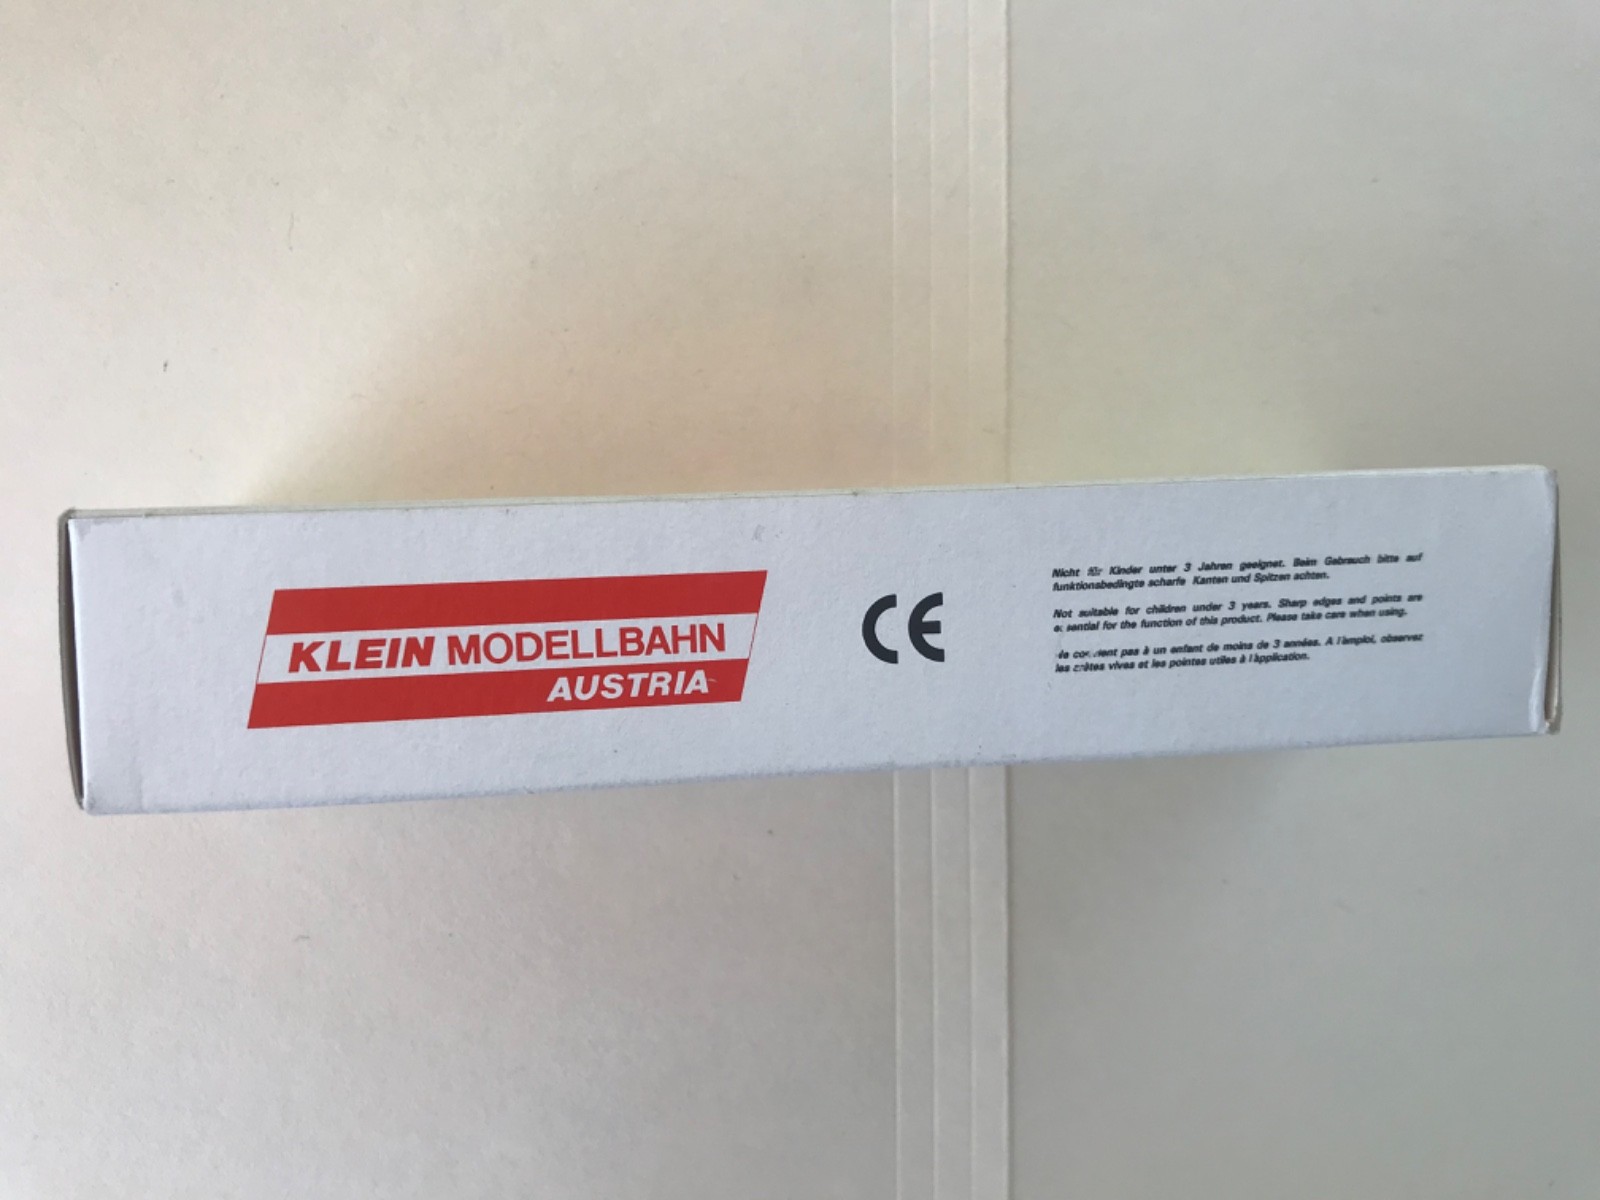 KLEIN MODELLBAHN
AUSTRIA
CE
Nicht für Kinder unter 3 Jahren geeignet. Beim Gebrauch bitte auf
funktionsbedingte scharfe Kanten und Spitzen achten.
Not suitable for children under 3 years. Sharp edges and points are
essential for the function of this product. Please take care when using.
Ne convient pas à un enfant de moins de 3 années. A l'emploi, observez
les arêtes vives et les pointes utiles à l'àpplication.